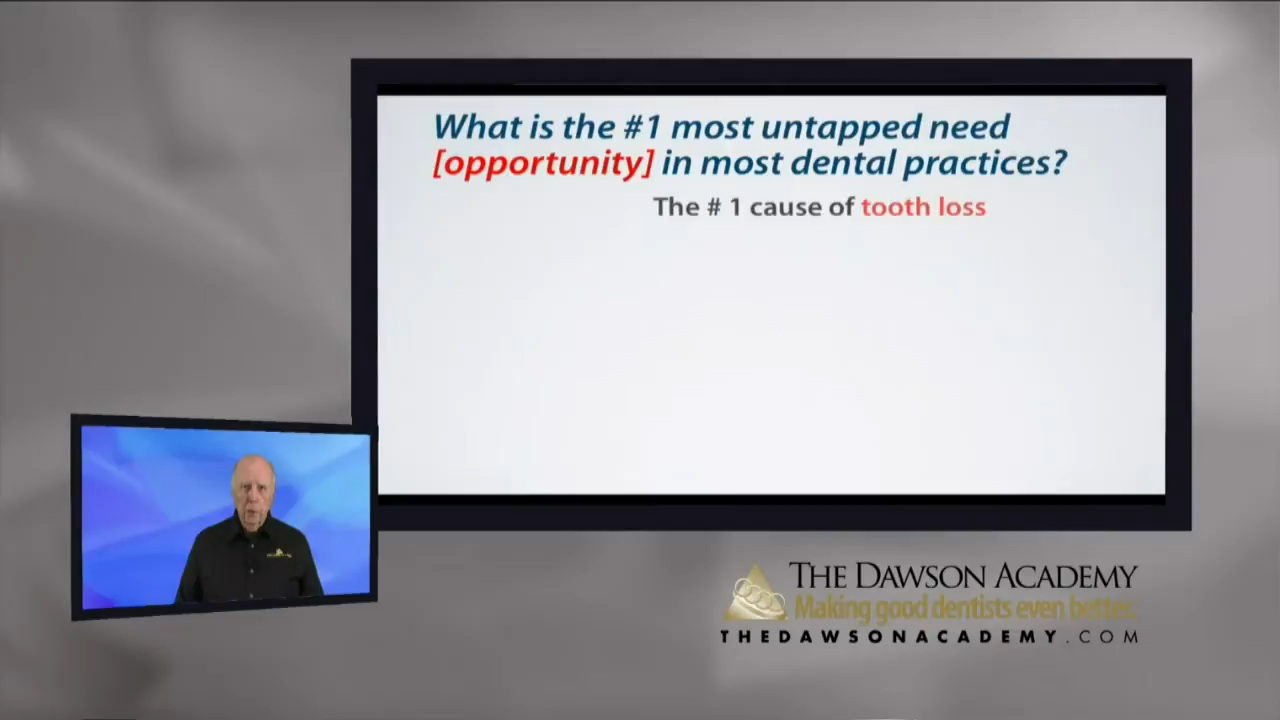 What is the #1 most untapped need
[opportunity] in most dental practices?
The # 1 cause of tooth loss
THE DAWSON ACADEMY
Making good dentists even better.
THEDAWSONACADEMY.COM